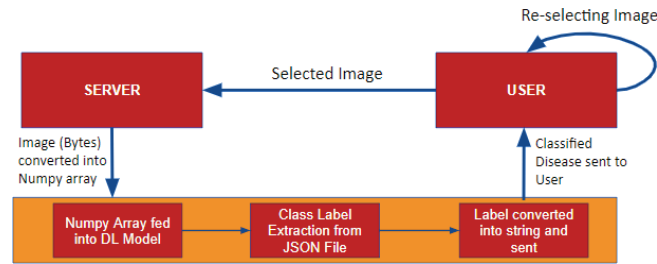 Re-selecting Image
SERVER
Selected Image
USER
Image (Bytes)
converted into
Numpy array
Classified
Disease sent to
User
Numpy Array fed
into DL Model
Class Label
Extraction from
JSON File
Label converted
into string and
sent